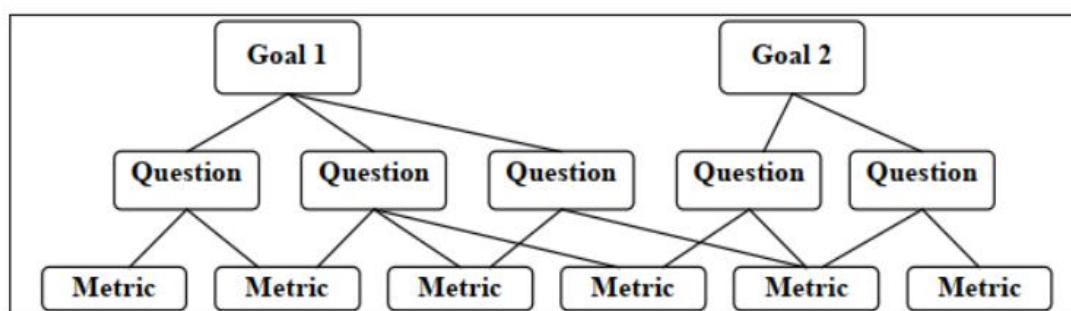 Goal 1 Goal 2
Question Question Question Question Question
Metric Metric Metric Metric Metric Metric